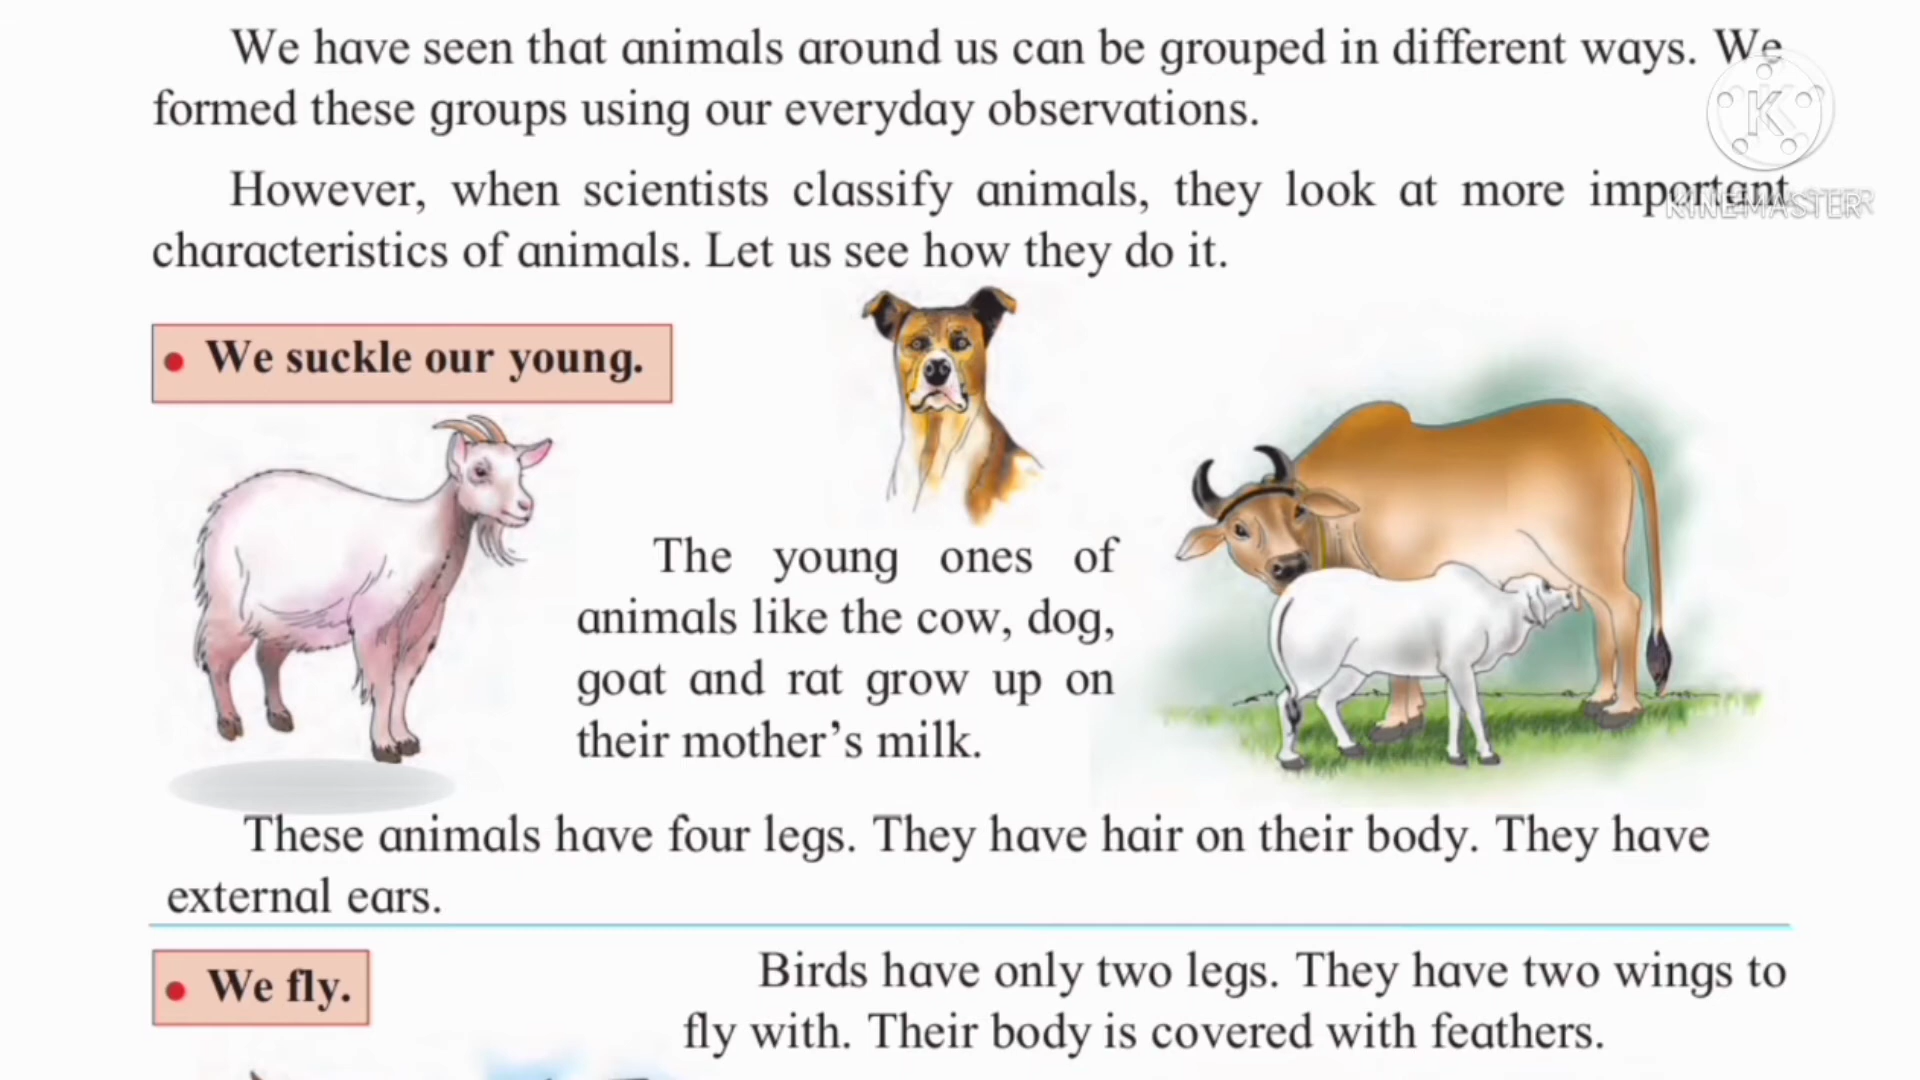 We have seen that animals around us can be grouped in different ways. We
formed these groups using our everyday observations.
However, when scientists classify animals, they look at more important
characteristics of animals. Let us see how they do it.
• We suckle our young.
The young ones of
animals like the cow, dog,
goat and rat grow up on
their mother's milk.
These animals have four legs. They have hair on their body. They have
external ears.
• We fly.
Birds have only two legs. They have two wings to
fly with. Their body is covered with feathers.
K
KINEMASTER